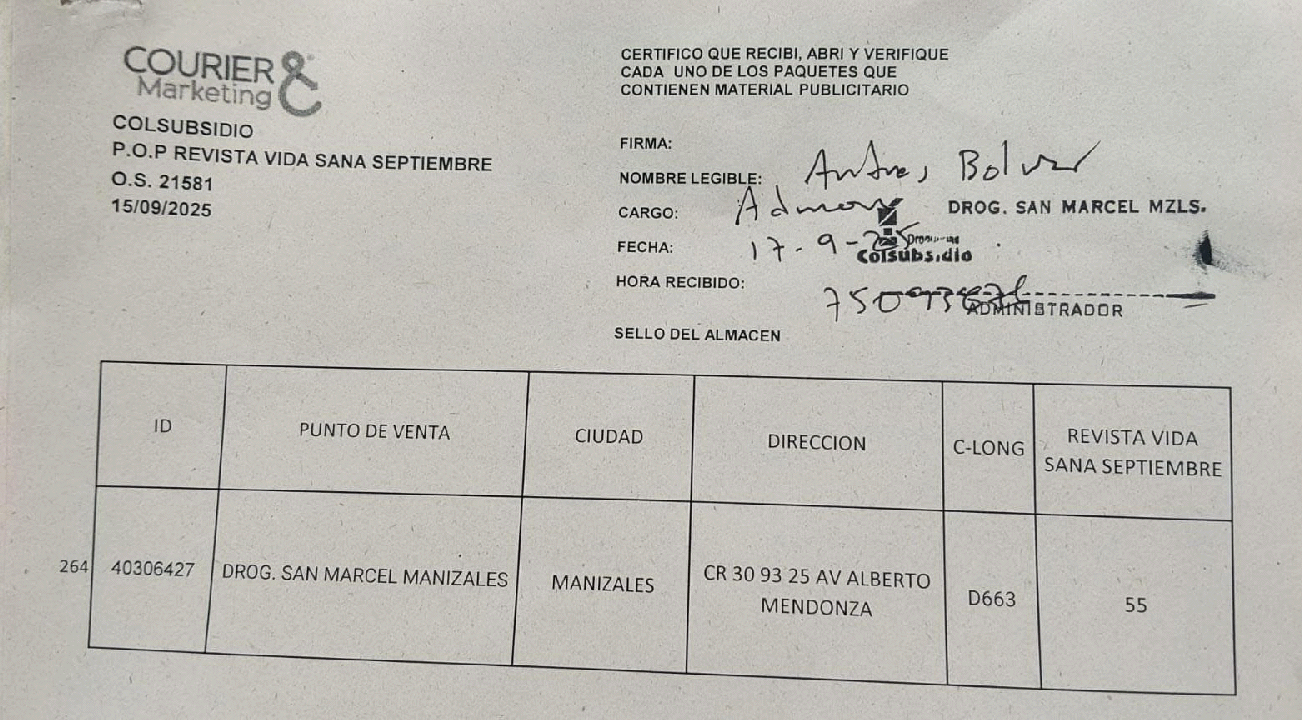 COURIER &
Marketing
COLSUBSIDIO
P.O.P REVISTA VIDA SANA SEPTIEMBRE
O.S. 21581
15/09/2025
CERTIFICO QUE RECIBI, ABRI Y VERIFIQUE
CADA UNO DE LOS PAQUETES QUE
CONTIENEN MATERIAL PUBLICITARIO
FIRMA:
NOMBRE LEGIBLE: Andres Bolivar
CARGO: Admon
DROG. SAN MARCEL MZLS.
FECHA: 17-9-25
Colsubsidio
HORA RECIBIDO:
ADMINISTRADOR
SELLO DEL ALMACEN
ID PUNTO DE VENTA CIUDAD DIRECCION C-LONG REVISTA VIDA SANA SEPTIEMBRE
264 40306427 DROG. SAN MARCEL MANIZALES MANIZALES CR 30 93 25 AV ALBERTO MENDONZA D663 55